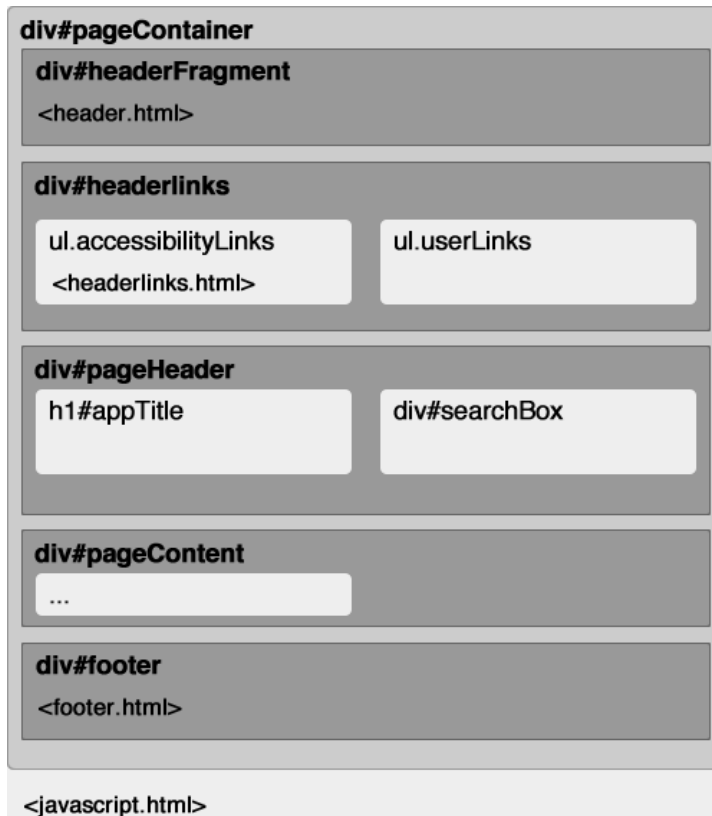 div#pageContainer
div#headerFragment
<header.html>
div#headerlinks
ul.accessibilityLinks
<headerlinks.html>
ul.userLinks
div#pageHeader
h1#appTitle
div#searchBox
div#pageContent
...
div#footer
<footer.html>
<javascript.html>